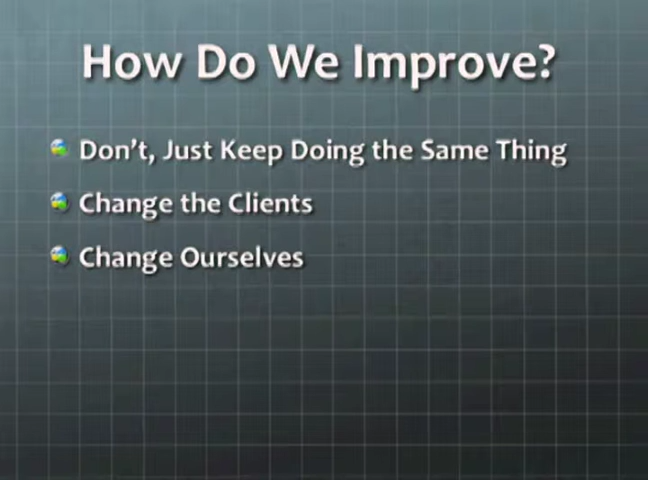 How Do We Improve?
Don't, Just Keep Doing the Same Thing
Change the Clients
Change Ourselves